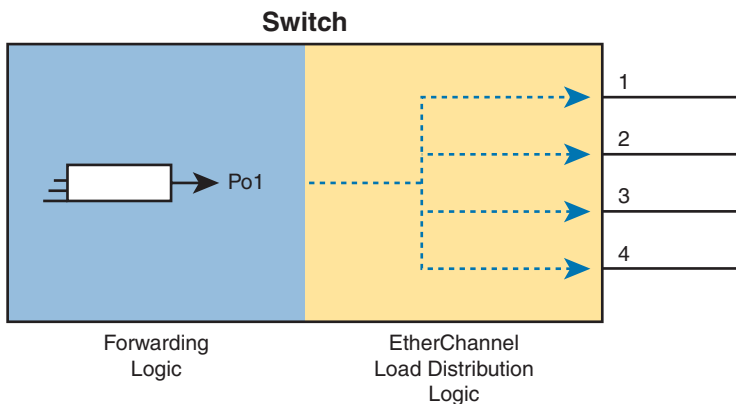 Switch
1
2
Po1
3
4
Forwarding
Logic
EtherChannel
Load Distribution
Logic